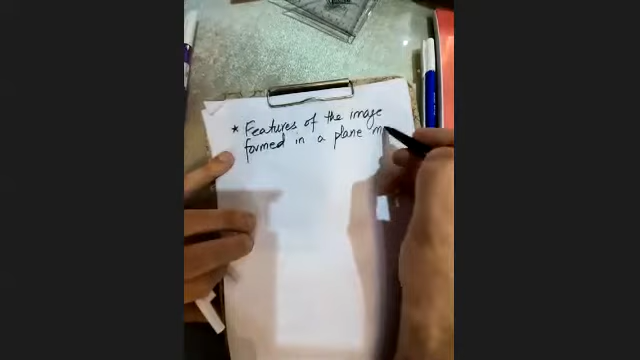 * Features of the image
formed in a plane m